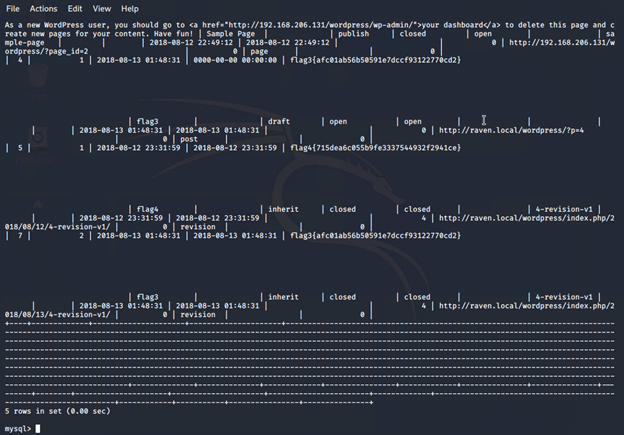 File Actions Edit View Help
As a new WordPress user, you should go to <a href="http://192.168.206.131/wordpress/wp-admin/">your dashboard</a> to delete this page and c
reate new pages for your content. Have fun! | Sample Page | | publish | closed | open | | sa
mple-page | | | 2018-08-12 22:49:12 | 2018-08-12 22:49:12 | | 0 | http://192.168.206.131/w
ordpress/?page_id=2 | 0 | page | | 0 |
| 4 | 1 | 2018-08-13 01:48:31 | 0000-00-00 00:00:00 | flag3{afc01ab56b50591e7dccf93122770cd2}
| flag3 | | draft | open | open | | |
| | 2018-08-13 01:48:31 | 2018-08-13 01:48:31 | | 0 | http://raven.local/wordpress/?p=4
| 0 | post | | 0 |
| 5 | 1 | 2018-08-12 23:31:59 | 2018-08-12 23:31:59 | flag4{715dea6c055b9fe3337544932f2941ce}
| flag4 | | inherit | closed | closed | | 4-revision-v1 |
| | 2018-08-12 23:31:59 | 2018-08-12 23:31:59 | | 4 | http://raven.local/wordpress/index.php/2
018/08/12/4-revision-v1/ | 0 | revision | | 0 |
| 7 | 2 | 2018-08-13 01:48:31 | 2018-08-13 01:48:31 | flag3{afc01ab56b50591e7dccf93122770cd2}
| flag3 | | inherit | closed | closed | | 4-revision-v1 |
| | 2018-08-13 01:48:31 | 2018-08-13 01:48:31 | | 4 | http://raven.local/wordpress/index.php/2
018/08/13/4-revision-v1/ | 0 | revision | | 0 |
5 rows in set (0.00 sec)
mysql>